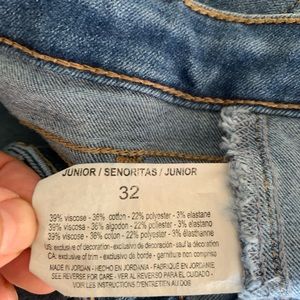 JUNIOR / SEÑORITAS / JUNIOR
32
39% viscose - 36% cotton - 22% polyester - 3% elastane
39% viscosa - 36% algodon - 22% polyester - 3% elastano
39% viscose - 36% coton - 22% polyester - 3% élasthanne
US: exclusive of decoration - exclusivo de decoración - sauf la décoration
CA: exclusive of trim - exclusivo de borde - garniture non comprise
MADE IN JORDAN - HECHO EN JORDANIA - FABRIQUÉ EN JORDANIE
SEE REVERSE FOR CARE - VER AL REVERSO PARA EL CUIDADO
VOIR LES INSTRUCTIONS D'ENTRETIEN AU DOS